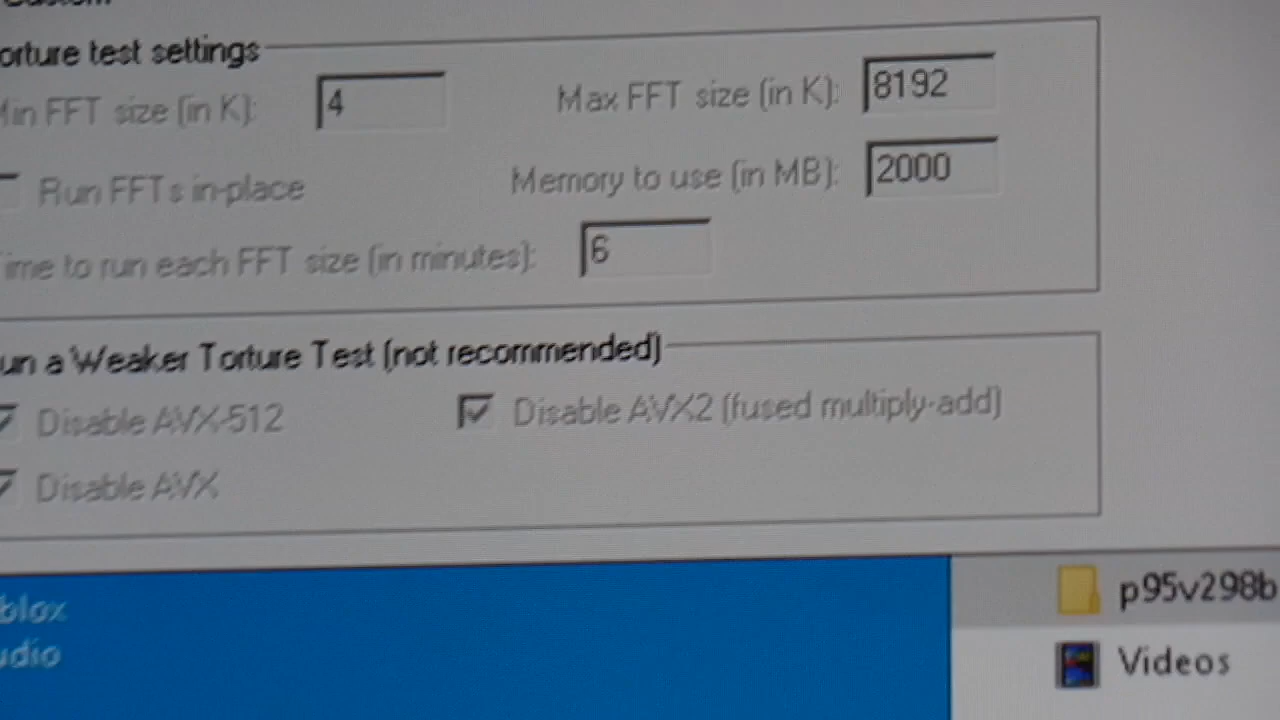 orture test settings
Min FFT size (in K): 4
Max FFT size (in K): 8192
Run FFTs in-place
Memory to use (in MB): 2000
ime to run each FFT size (in minutes): 6
un a Weaker Torture Test (not recommended)
Disable AVX-512
Disable AVX2 (fused multiply-add)
Disable AVX
blox
udio
p95v298b
Videos